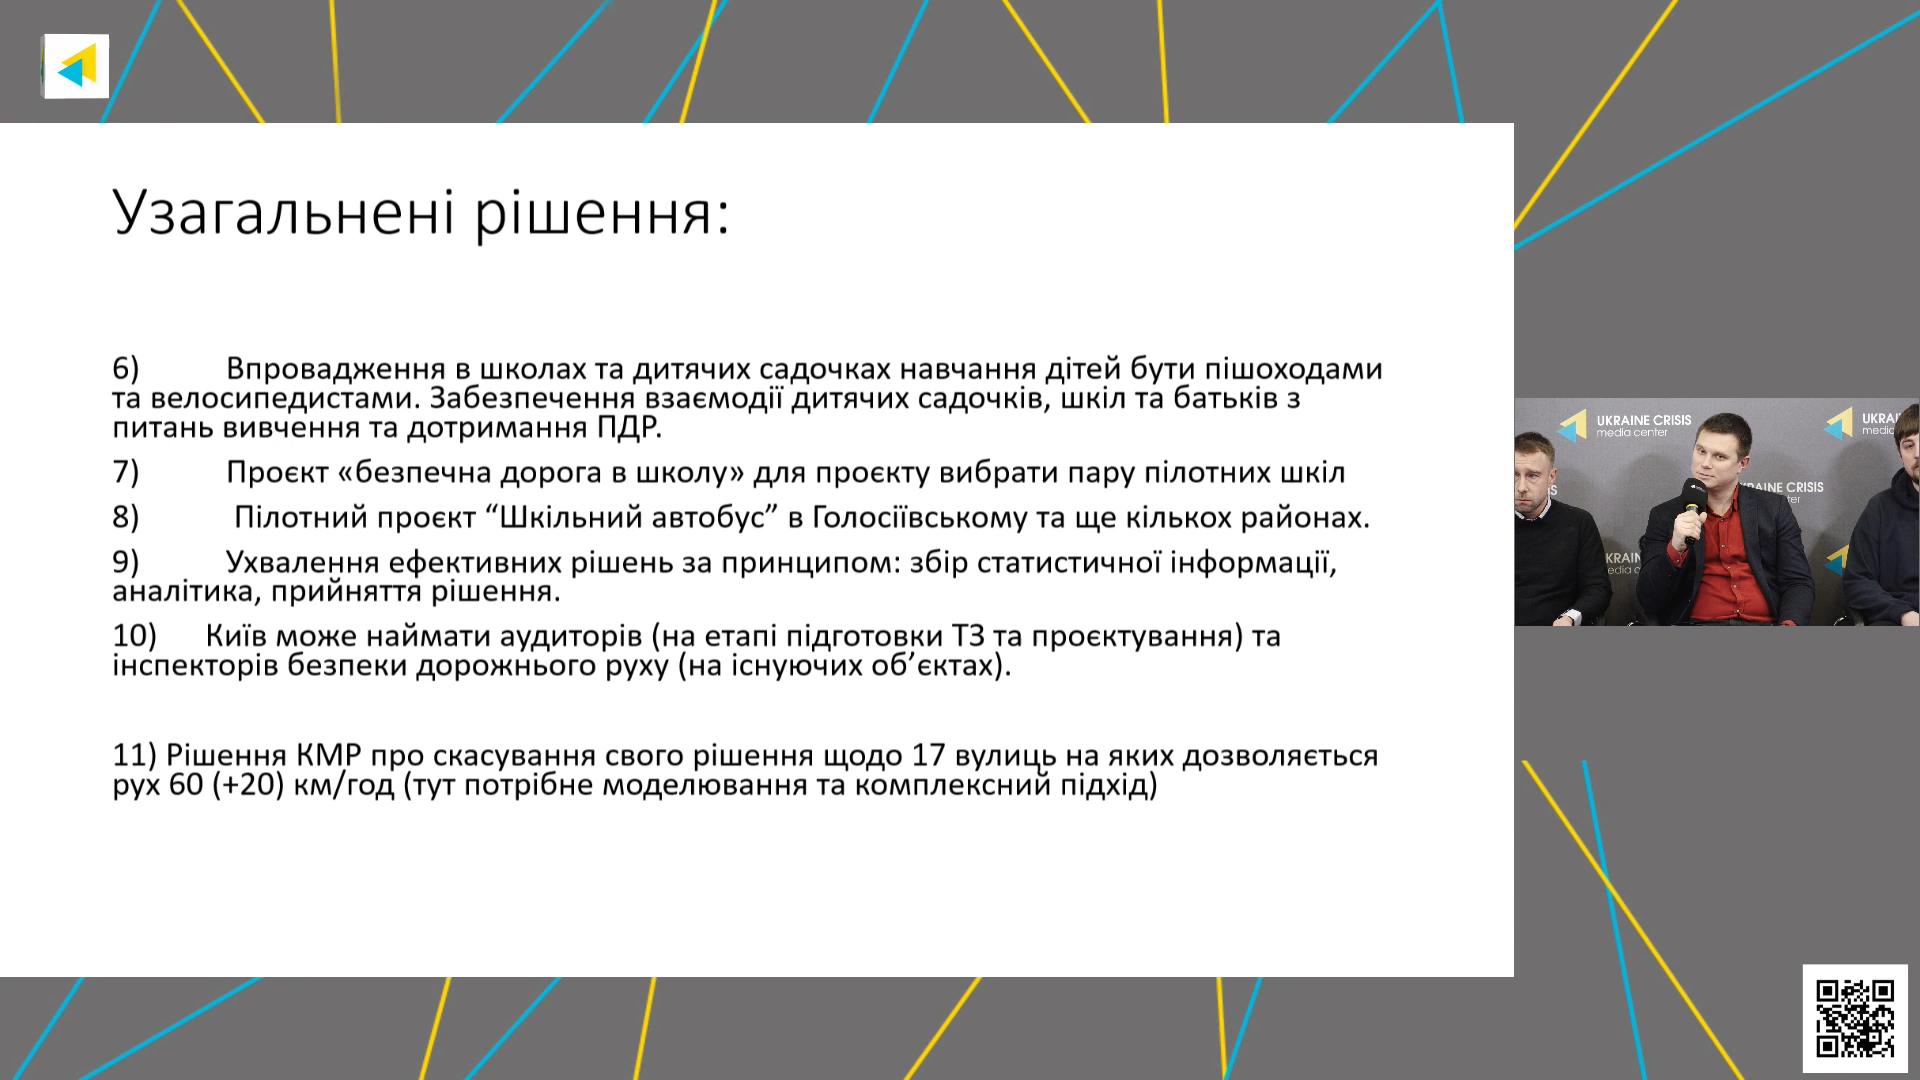 Узагальнені рішення:
6) Впровадження в школах та дитячих садочках навчання дітей бути пішоходами
та велосипедистами. Забезпечення взаємодії дитячих садочків, шкіл та батьків з
питань вивчення та дотримання ПДР.
7) Проєкт «безпечна дорога в школу» для проєкту вибрати пару пілотних шкіл
8) Пілотний проєкт “Шкільний автобус” в Голосіївському та ще кількох районах.
9) Ухвалення ефективних рішень за принципом: збір статистичної інформації,
аналітика, прийняття рішення.
10) Київ може наймати аудиторів (на етапі підготовки ТЗ та проєктування) та
інспекторів безпеки дорожнього руху (на існуючих об’єктах).
11) Рішення КМР про скасування свого рішення щодо 17 вулиць на яких дозволяється
рух 60 (+20) км/год (тут потрібне моделювання та комплексний підхід)
UKRAINE CRISIS
media center